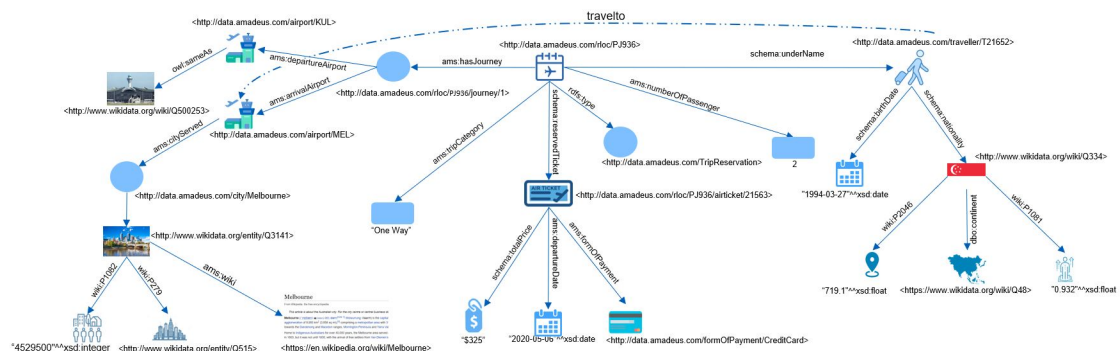 travelto
<http://data.amadeus.com/airport/KUL>
<http://data.amadeus.com/rloc/PJ936>
schema:underName
<http://data.amadeus.com/traveller/T21652>
owl:sameAs
ams:departureAirport
ams:hasJourney
<http://data.amadeus.com/rloc/PJ936/journey/1>
ams:numberOfPassenger
<http://www.wikidata.org/wiki/Q500253>
ams:arrivalAirport
rdfs:type
schema:reservedTicket
schema:birthDate
schema:nationality
<http://data.amadeus.com/airport/MEL>
ams:cityServed
ams:tripCategory
<http://data.amadeus.com/TripReservation>
2
<http://www.wikidata.org/wiki/Q334>
<http://data.amadeus.com/city/Melbourne>
AIR TICKET
<http://data.amadeus.com/rloc/PJ936/airticket/21563>
"1994-03-27"^^xsd:date
"One Way"
<http://www.wikidata.org/entity/Q3141>
wiki:P2046
dbo:continent
wiki:P1081
wiki:P1082
wiki:P279
ams:wiki
schema:totalPrice
ams:departureDate
ams:formOfPayment
"719.1"^^xsd:float
<https://www.wikidata.org/wiki/Q48>
"0.932"^^xsd:float
Melbourne
"4529500"^^xsd:integer
<http://www.wikidata.org/entity/Q515>
<https://en.wikipedia.org/wiki/Melbourne>
"$325"
"2020-05-06"^^xsd:date
<http://data.amadeus.com/formOfPayment/CreditCard>